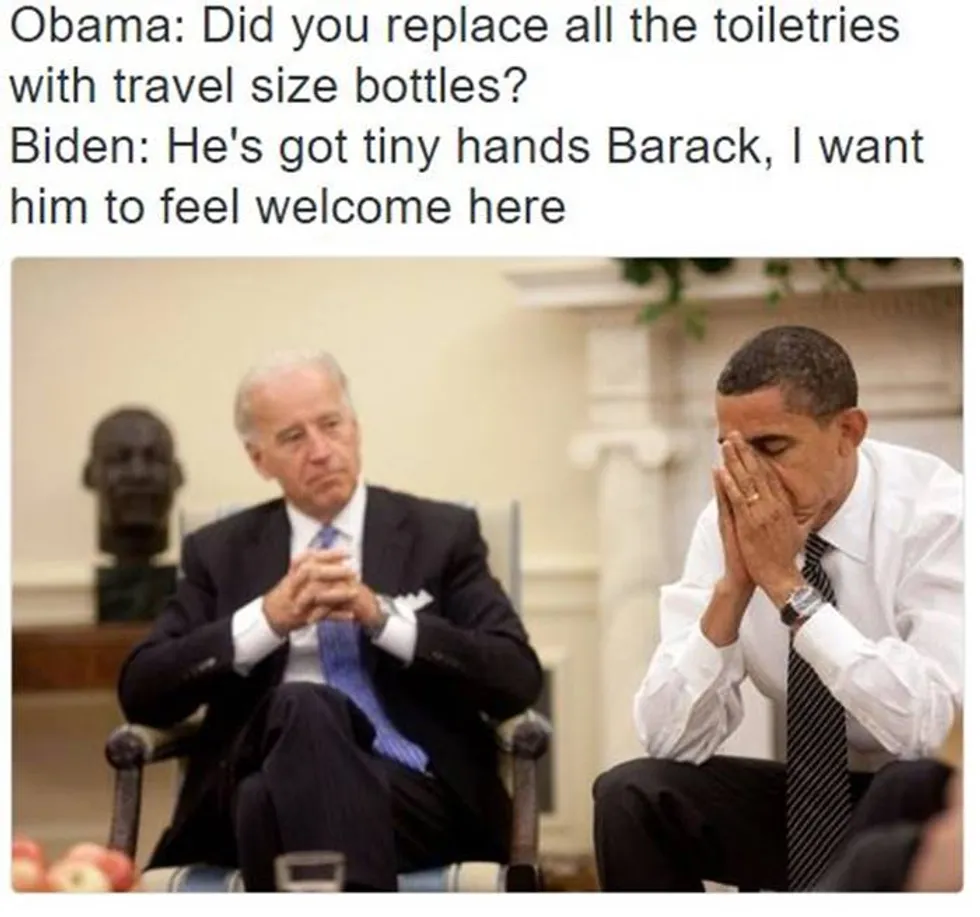 Obama: Did you replace all the toiletries
with travel size bottles?
Biden: He's got tiny hands Barack, I want
him to feel welcome here